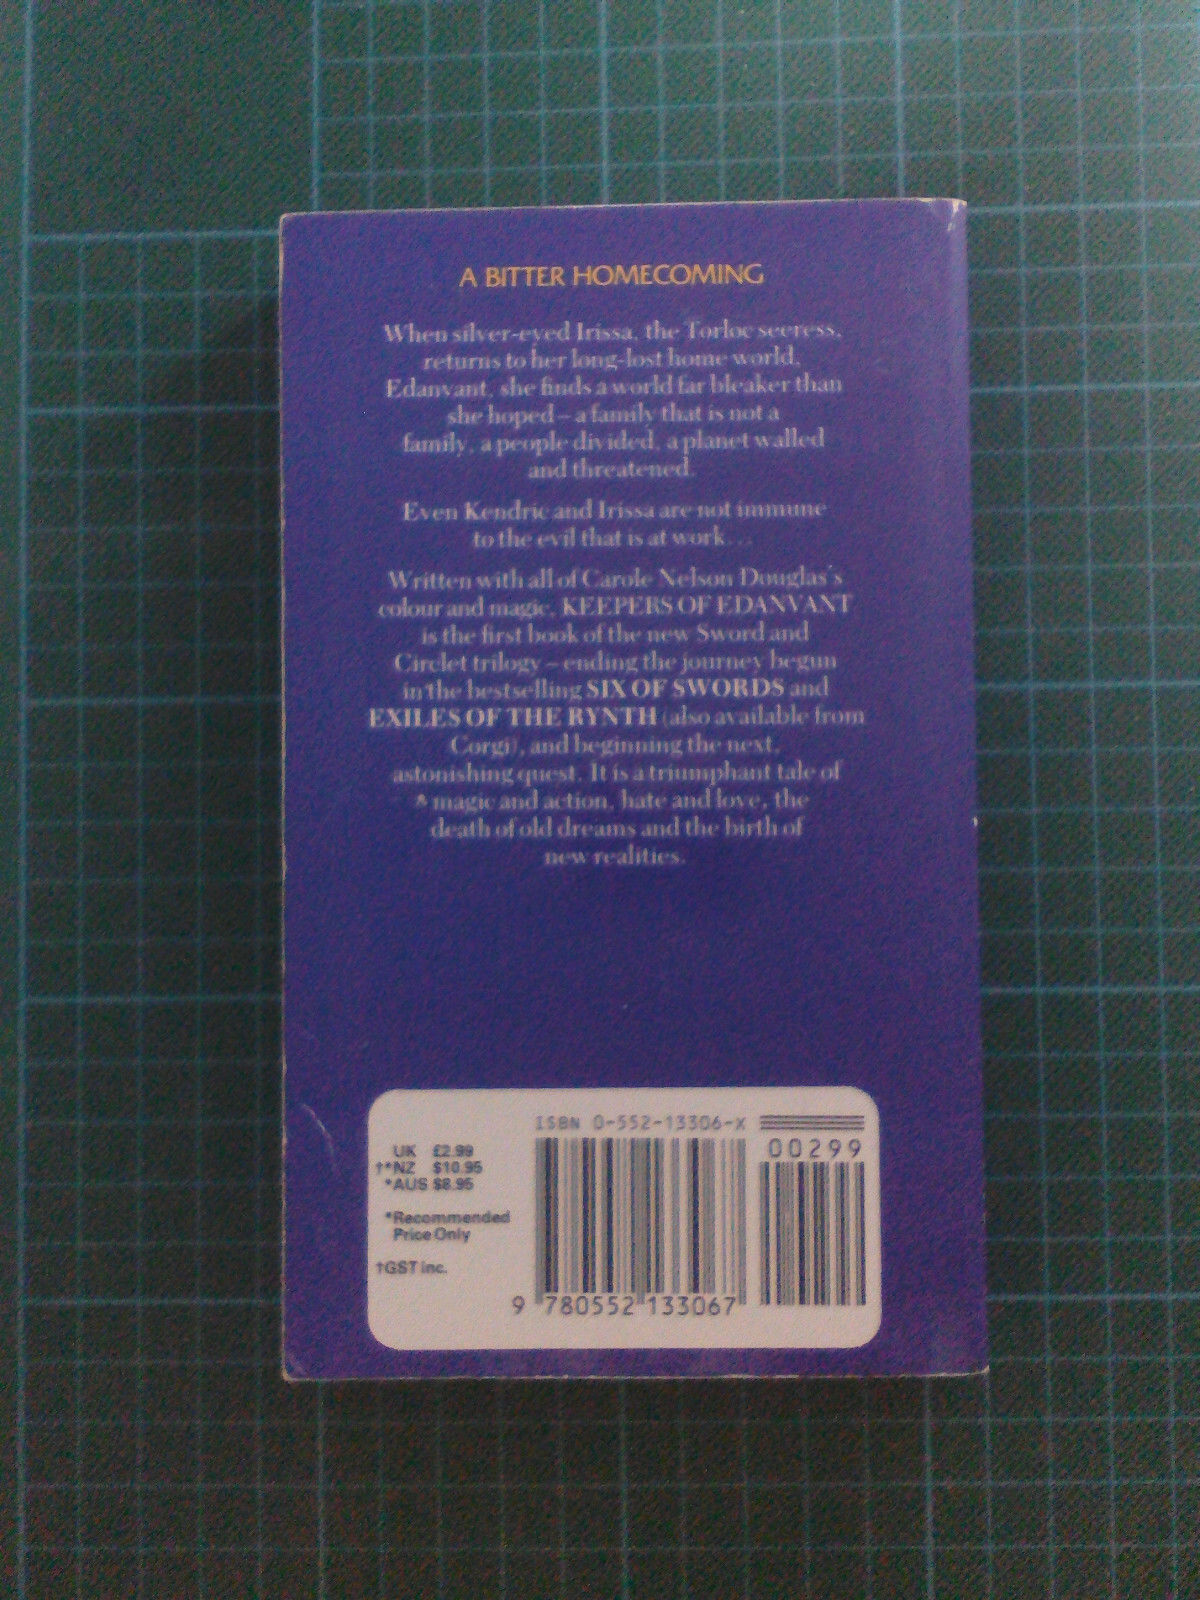 A BITTER HOMECOMING
When silver-eyed Irissa, the Torloc seeress,
returns to her long-lost home world,
Edanvant, she finds a world far bleaker than
she hoped – a family that is not a
family, a people divided, a planet walled
and threatened.
Even Kendric and Irissa are not immune
to the evil that is at work...
Written with all of Carole Nelson Douglas's
colour and magic, KEEPERS OF EDANVANT
is the first book of the new Sword and
Circlet trilogy – ending the journey begun
in the bestselling SIX OF SWORDS and
EXILES OF THE RYNTH (also available from
Corgi), and beginning the next,
astonishing quest. It is a triumphant tale of
magic and action, hate and love, the
death of old dreams and the birth of
new realities.
ISBN 0-552-13306-X
00299
UK £2.99
†*NZ $10.95
*AUS $8.95
*Recommended
Price Only
†GST inc.
9 780552 133067